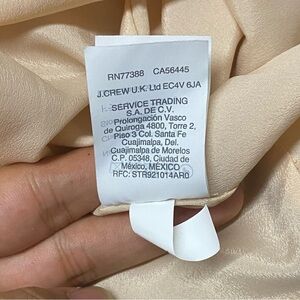 RN77388 CA56445
J.CREW U.K. Ltd EC4V 6JA
SERVICE TRADING
S.A. DE C.V.
Prolongación Vasco
de Quiroga 4800, Torre 2,
Piso 3 Col. Santa Fe
Cuajimalpa, Del.
Cuajimalpa de Morelos
C.P. 05348, Ciudad de
México, MÉXICO
RFC: STR921014AR0